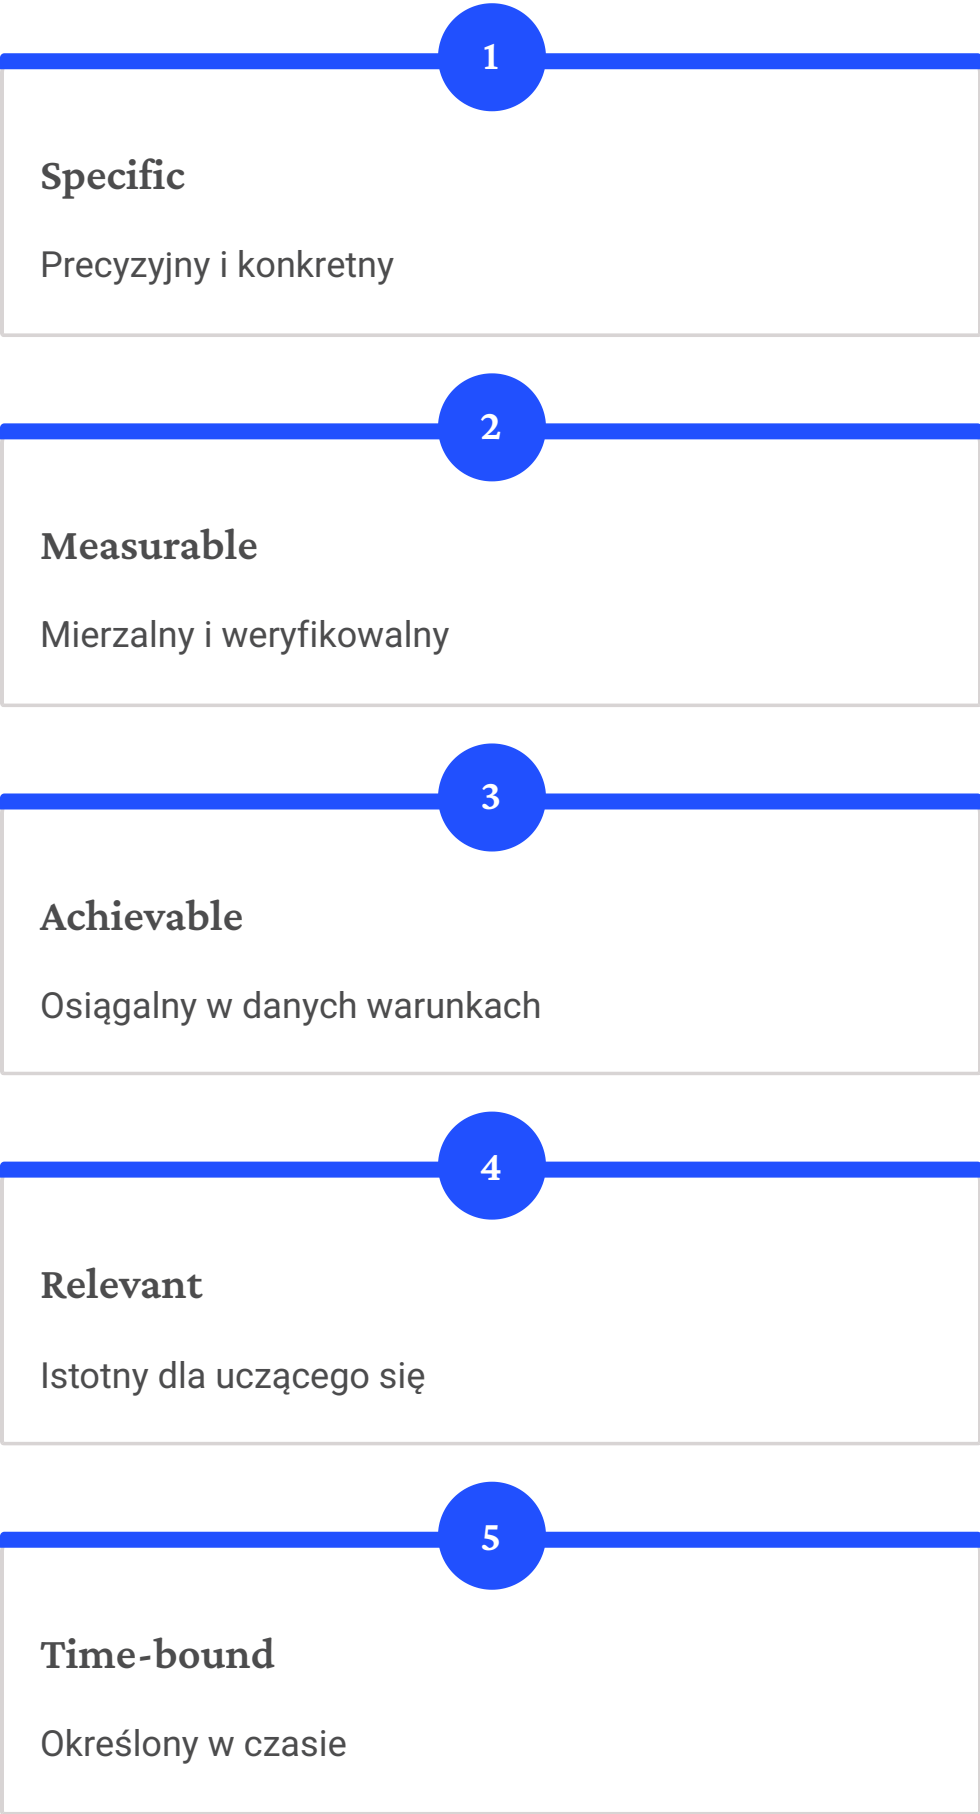 1
Specific
Precyzyjny i konkretny
2
Measurable
Mierzalny i weryfikowalny
3
Achievable
Osiągalny w danych warunkach
4
Relevant
Istotny dla uczącego się
5
Time-bound
Określony w czasie